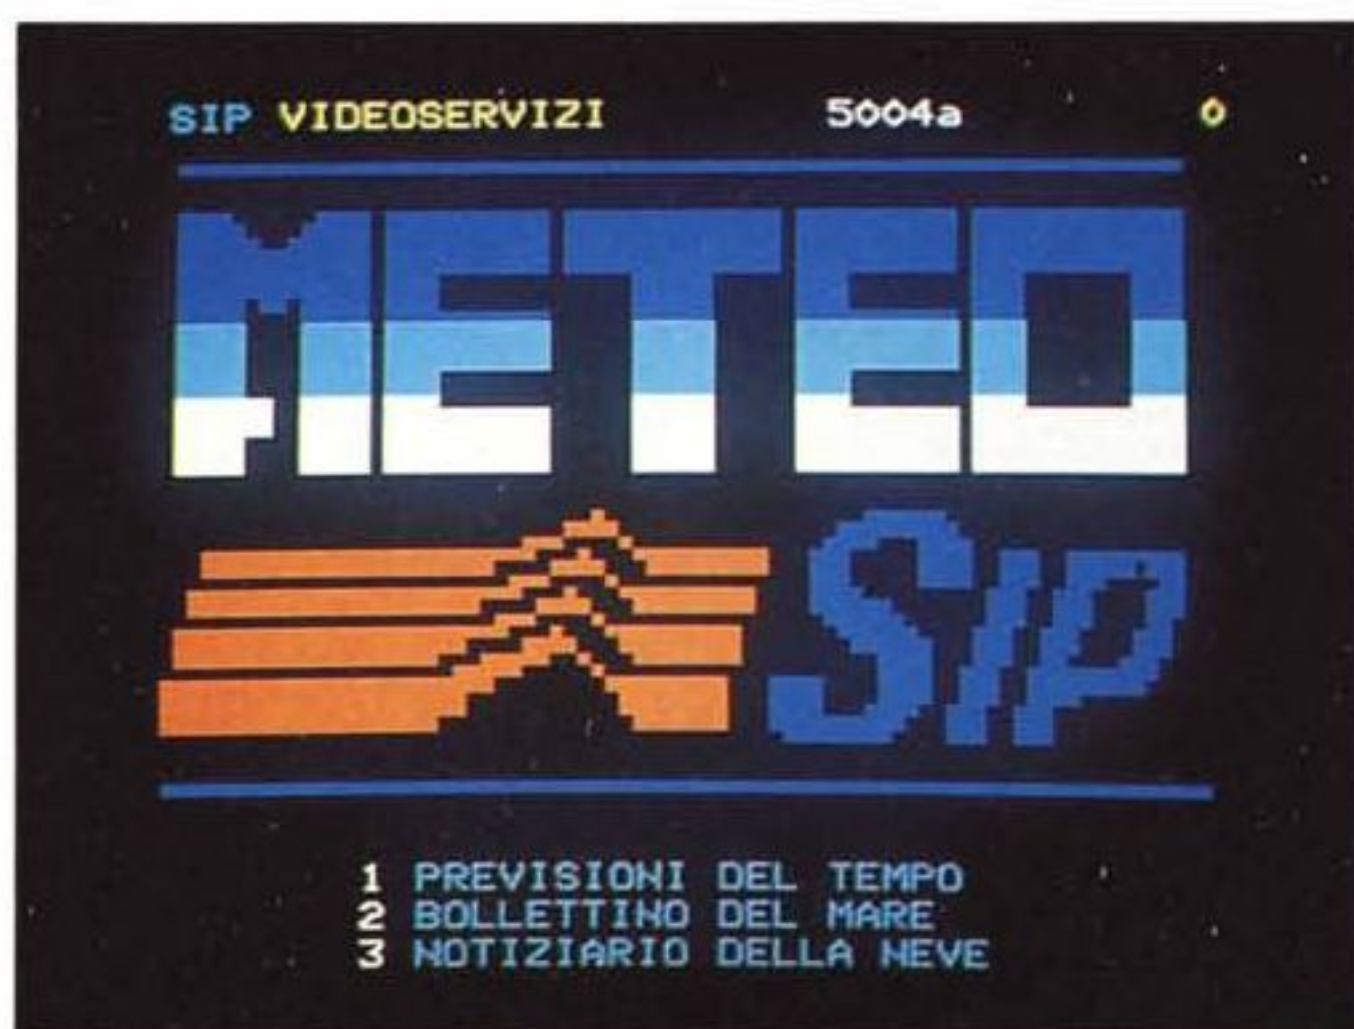 SIP VIDEOSERVIZI 5004a 0
METEO
SIP
1 PREVISIONI DEL TEMPO
2 BOLLETTINO DEL MARE
3 NOTIZIARIO DELLA NEVE